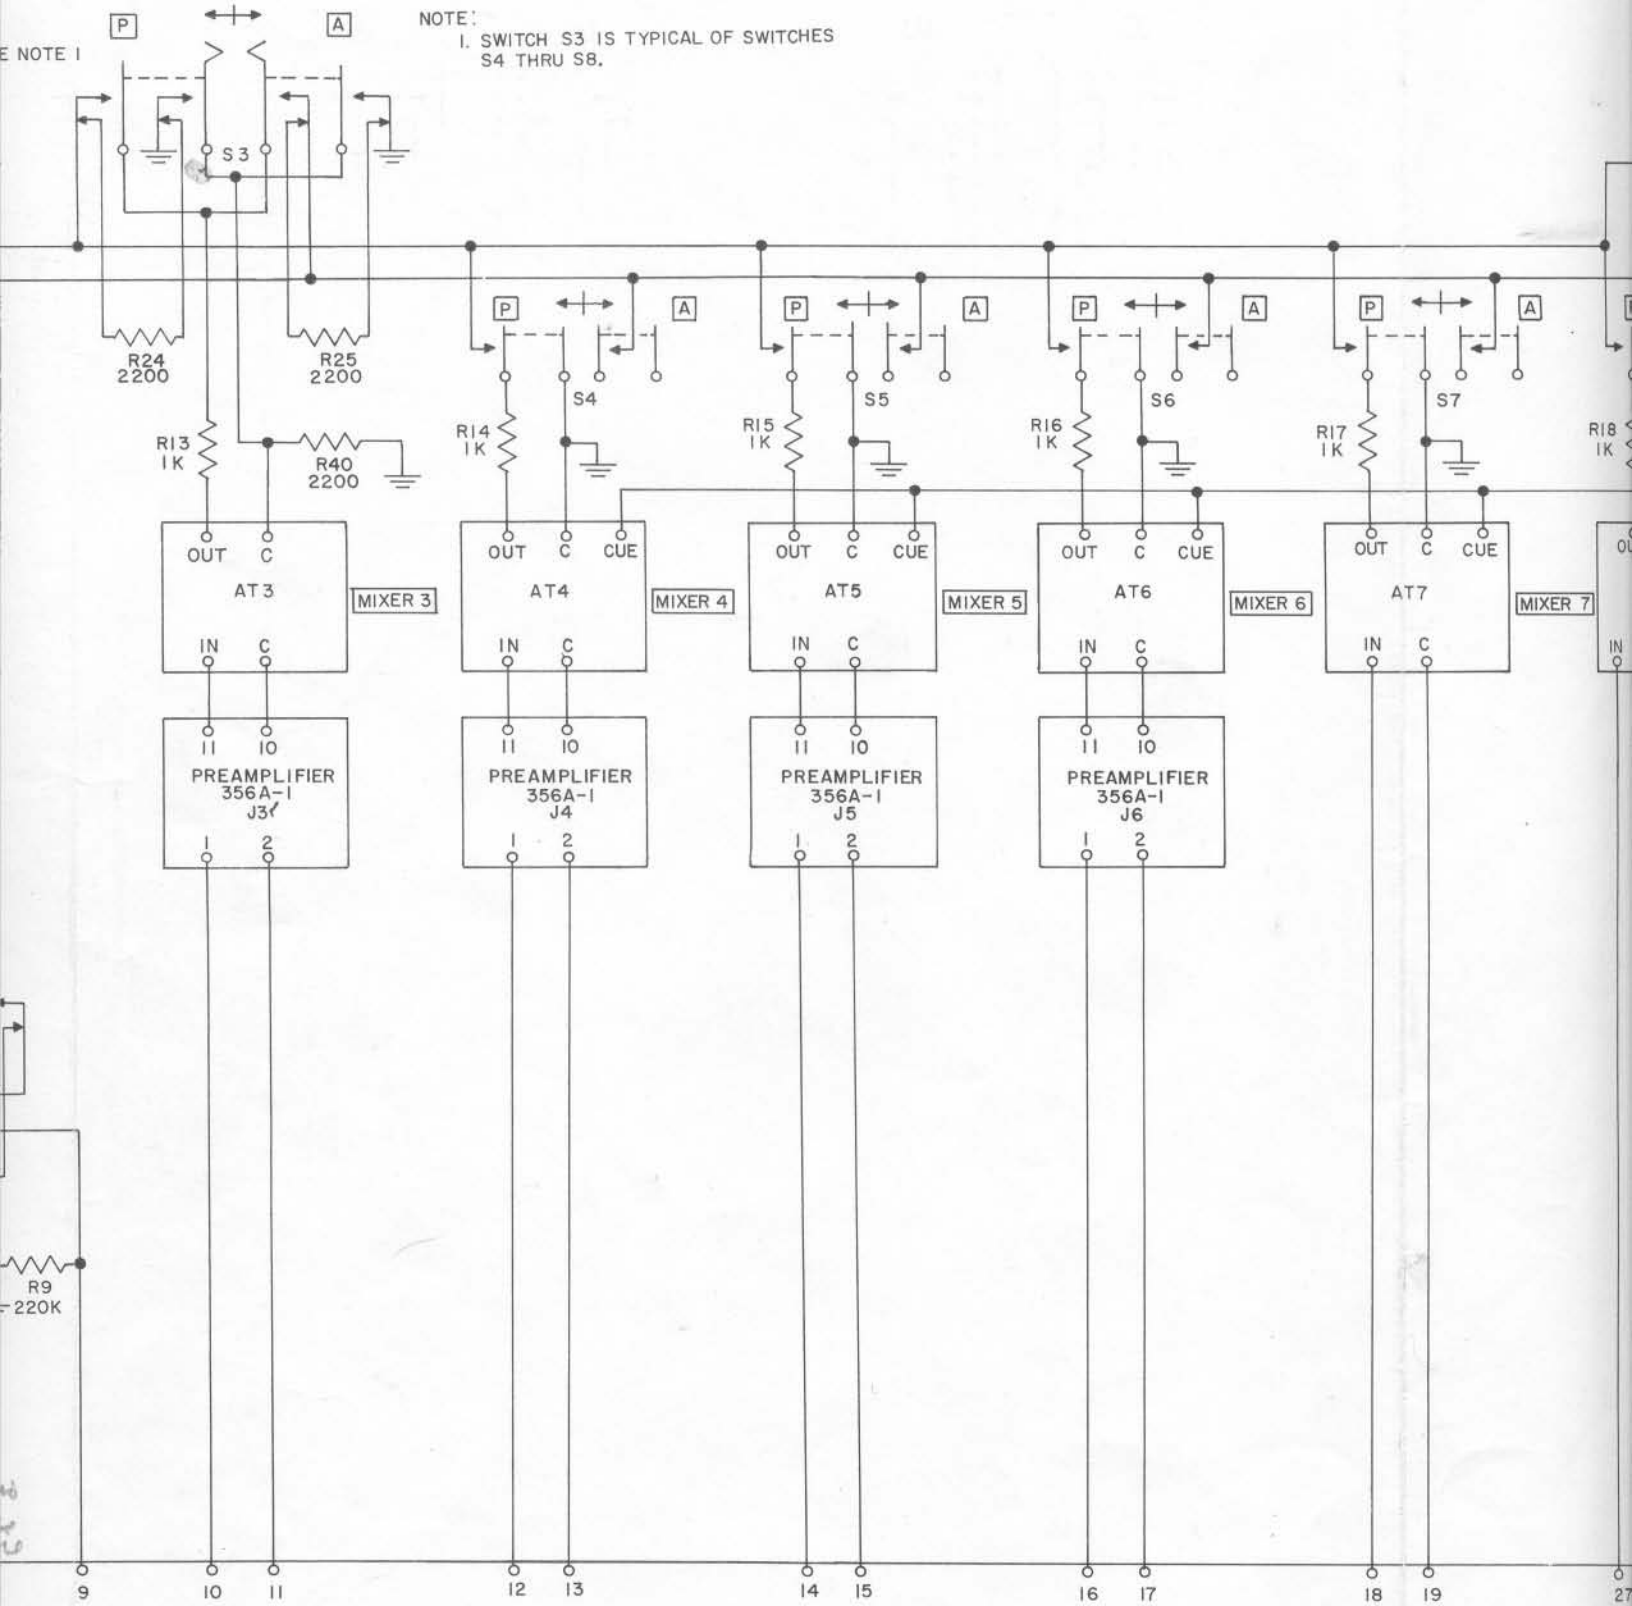 P
A
NOTE:
1. SWITCH S3 IS TYPICAL OF SWITCHES
S4 THRU S8.
E NOTE 1
S3
P
A
P
A
P
A
P
A
R24
2200
R25
2200
S4
S5
S6
S7
R13
1K
R40
2200
R14
1K
R15
1K
R16
1K
R17
1K
R18
1K
OUT C
OUT C CUE
OUT C CUE
OUT C CUE
OUT C CUE
AT3
MIXER 3
AT4
MIXER 4
AT5
MIXER 5
AT6
MIXER 6
AT7
MIXER 7
IN C
IN C
IN C
IN C
IN C
IN
11 10
PREAMPLIFIER
356A-1
J3
1 2
11 10
PREAMPLIFIER
356A-1
J4
1 2
11 10
PREAMPLIFIER
356A-1
J5
1 2
11 10
PREAMPLIFIER
356A-1
J6
1 2
R9
220K
9 10 11 12 13 14 15 16 17 18 19 27